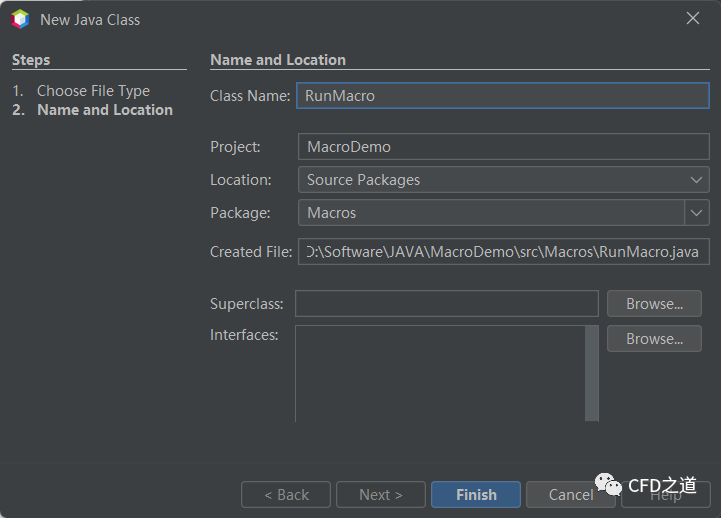 New Java Class
Steps
1. Choose File Type
2. Name and Location
Name and Location
Class Name: RunMacro
Project: MacroDemo
Location: Source Packages
Package: Macros
Created File: D:\Software\JAVA\MacroDemo\src\Macros\RunMacro.java
Superclass: Browse...
Interfaces: Browse...
< Back Next > Finish Cancel Help
CFD之道